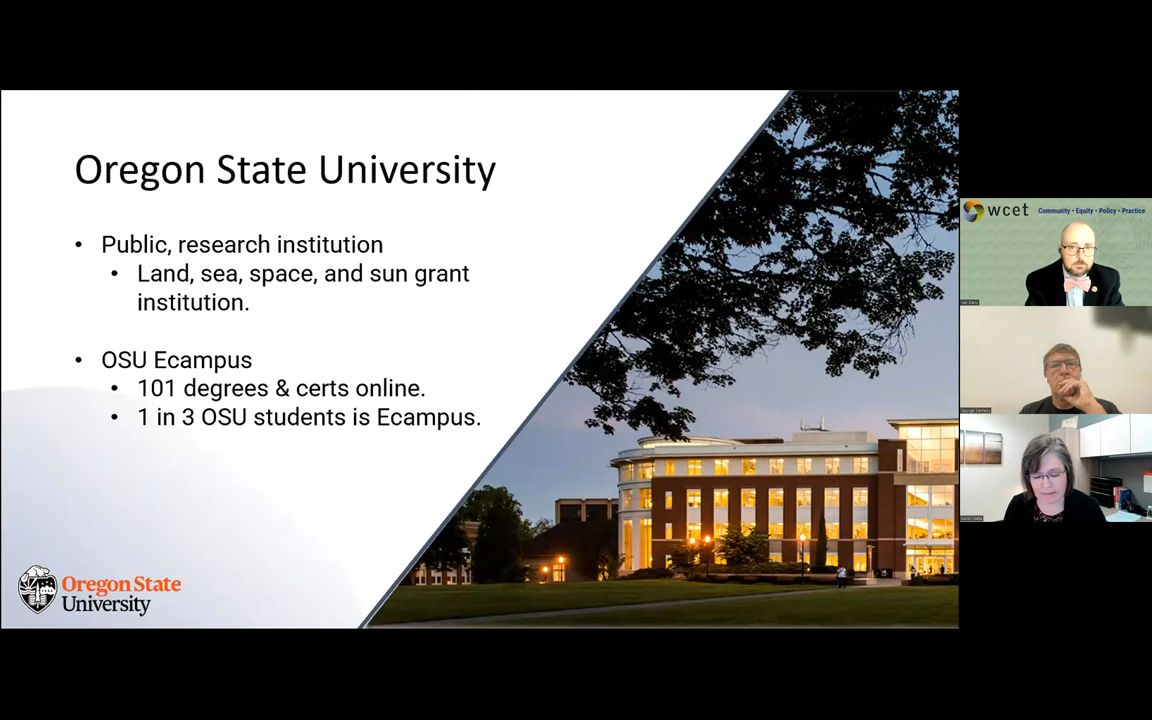 Oregon State University
• Public, research institution
• Land, sea, space, and sun grant
institution.
• OSU Ecampus
• 101 degrees & certs online.
• 1 in 3 OSU students is Ecampus.
Oregon State
University
wcet
Community • Equity • Policy • Practice